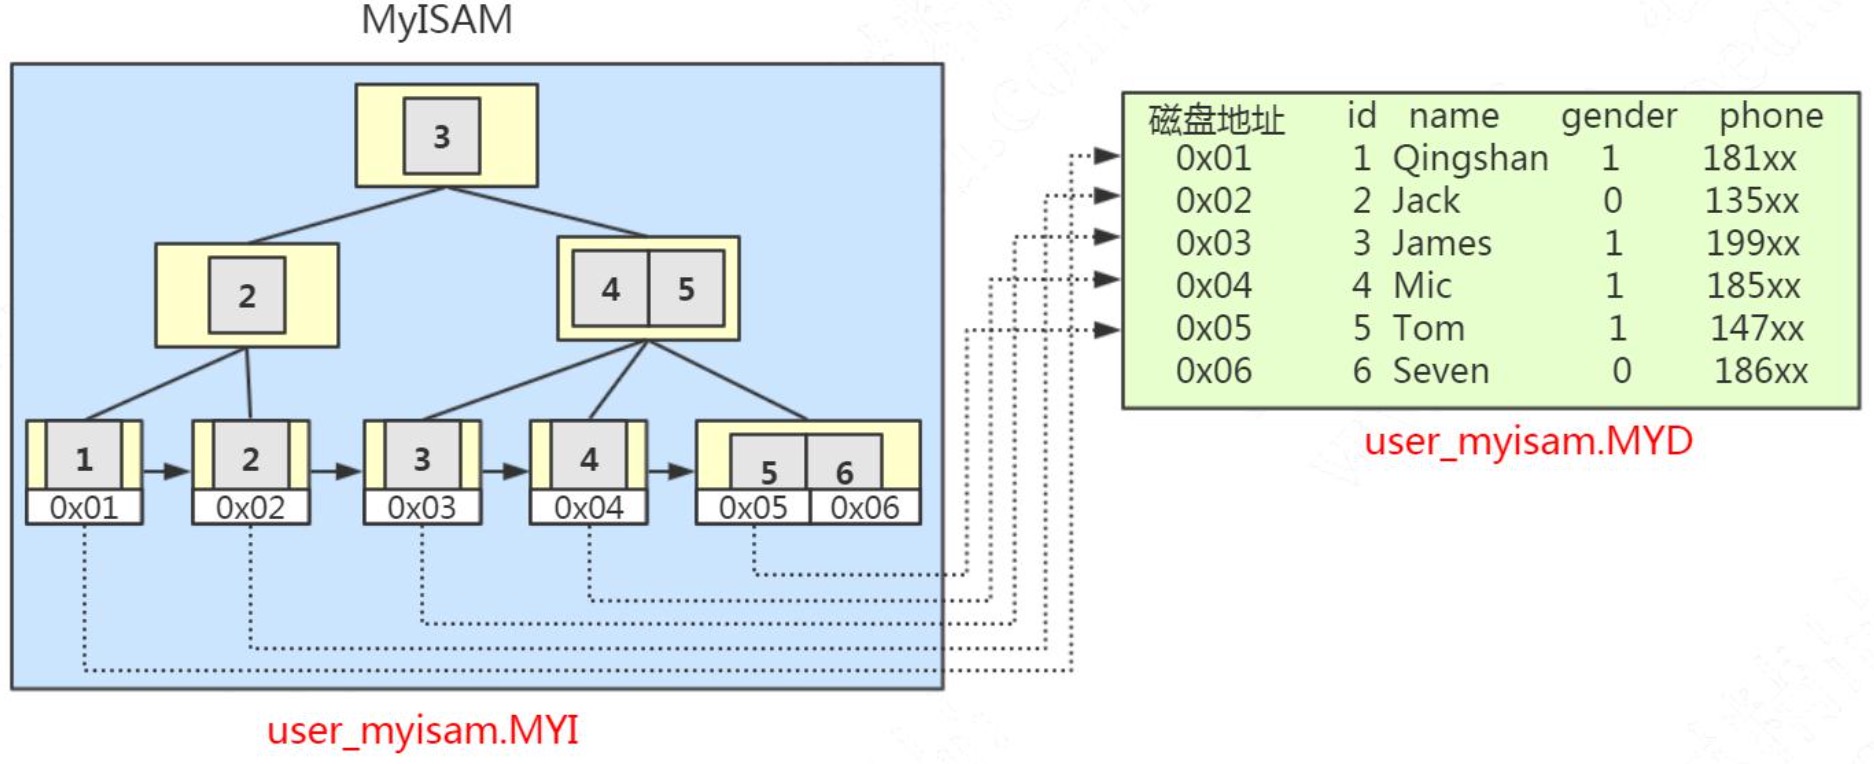 MyISAM
3
2
4 5
1 2 3 4 5 6
0x01 0x02 0x03 0x04 0x05 0x06
user_myisam.MYI
磁盘地址 id name gender phone
0x01 1 Qingshan 1 181xx
0x02 2 Jack 0 135xx
0x03 3 James 1 199xx
0x04 4 Mic 1 185xx
0x05 5 Tom 1 147xx
0x06 6 Seven 0 186xx
user_myisam.MYD